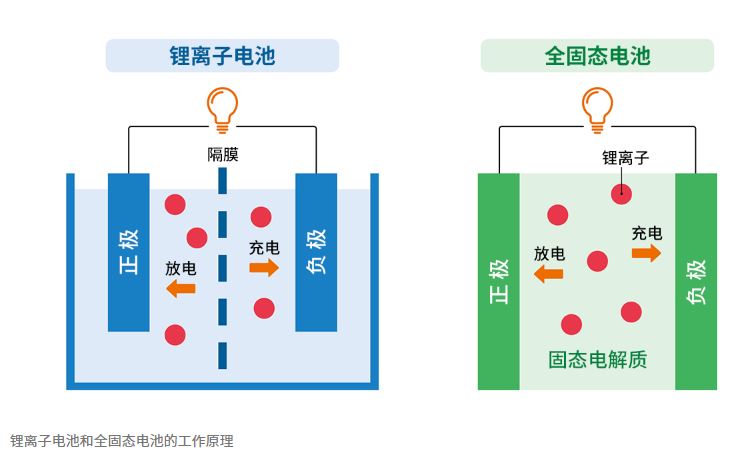 锂离子电池
全固态电池
隔膜
锂离子
正极
负极
充电
放电
正极
负极
充电
放电
固态电解质
锂离子电池和全固态电池的工作原理